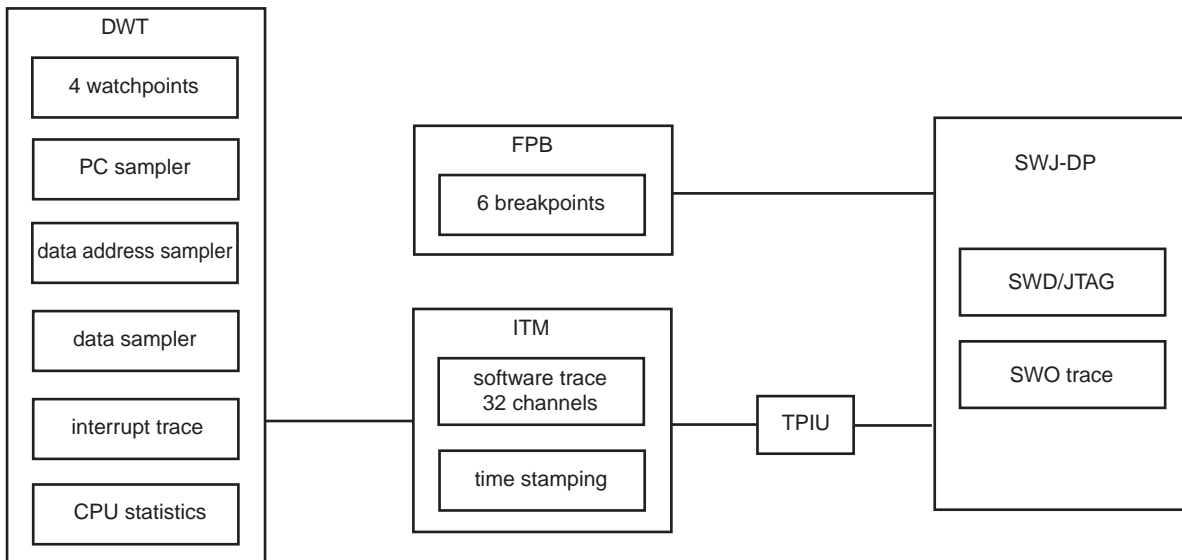 DWT
4 watchpoints
PC sampler
data address sampler
data sampler
interrupt trace
CPU statistics
FPB
6 breakpoints
ITM
software trace
32 channels
time stamping
TPIU
SWJ-DP
SWD/JTAG
SWO trace